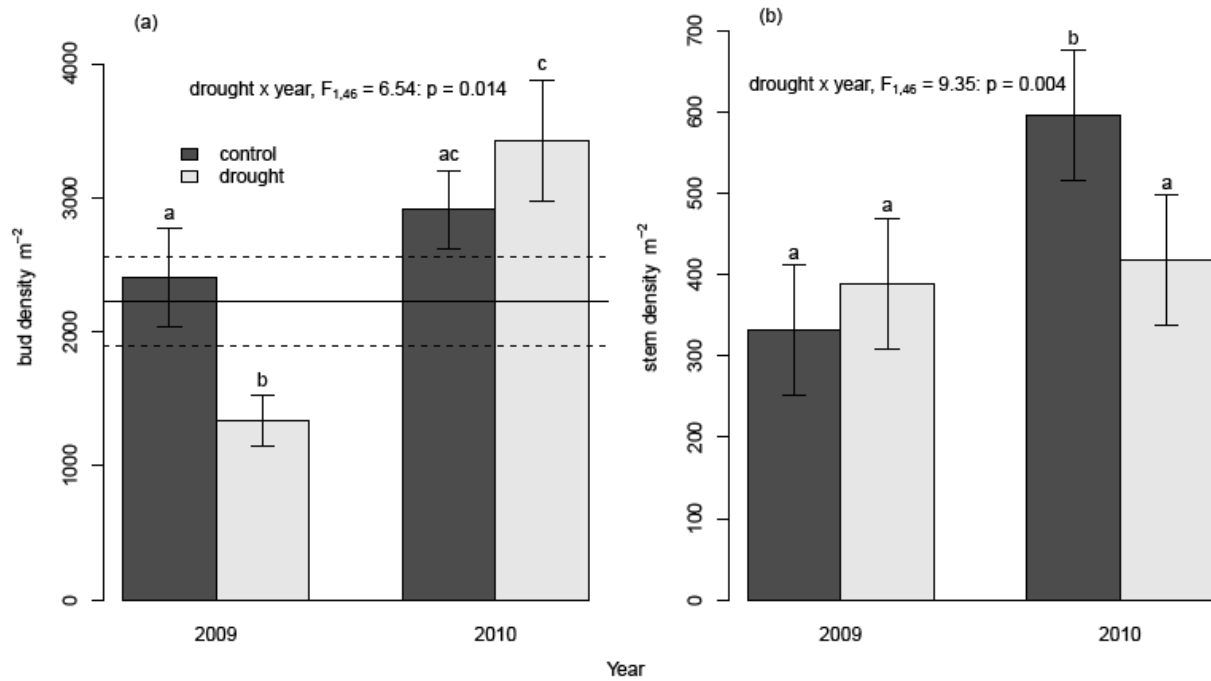 (a)
drought x year, F1,46 = 6.54: p = 0.014
control
drought
4000
3000
2000
1000
0
bud density m−2
a
b
ac
c
2009
2010
(b)
drought x year, F1,46 = 9.35: p = 0.004
700
600
500
400
300
200
100
0
stem density m−2
a
a
b
a
2009
2010
Year